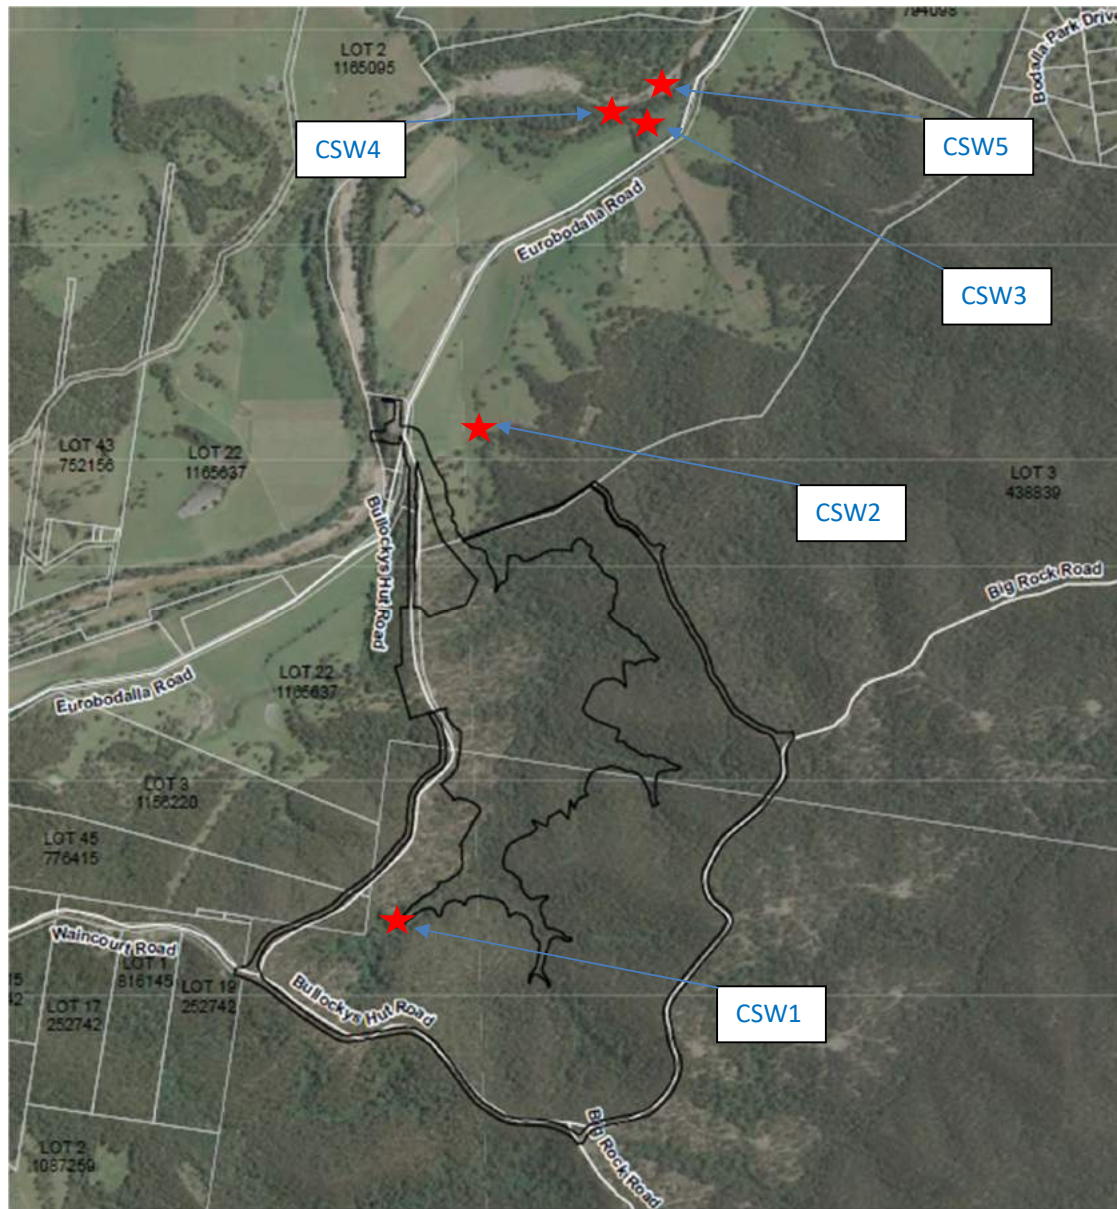 794098
LOT 2
1165095
Bodalla Park Drive
CSW4
CSW5
Eurobodalla Road
CSW3
LOT 43
752156
LOT 22
1165637
LOT 3
438839
CSW2
Bullockys Hut Road
Big Rock Road
LOT 22
1165637
Eurobodalla Road
LOT 3
1156220
LOT 45
776415
Waincourt Road
LOT 1
816145
LOT 19
252742
LOT 17
252742
42
Bullockys Hut Road
CSW1
Big Rock Road
LOT 2
1087259